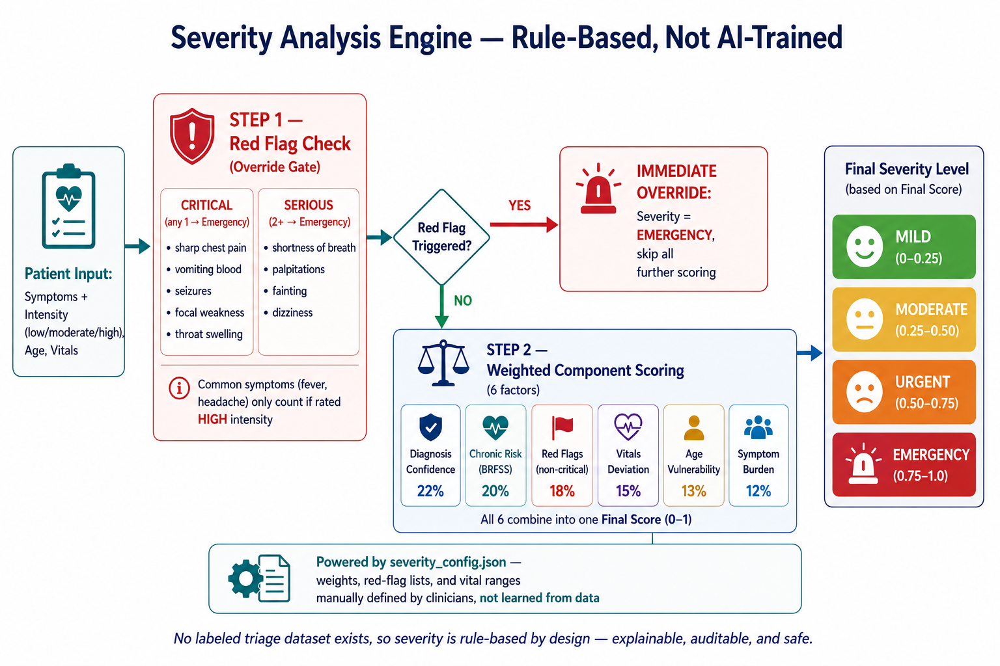 Severity Analysis Engine — Rule-Based, Not AI-Trained
Patient Input:
Symptoms +
Intensity
(low/moderate/high),
Age, Vitals
STEP 1 —
Red Flag Check
(Override Gate)
CRITICAL
(any 1 → Emergency)
• sharp chest pain
• vomiting blood
• seizures
• focal weakness
• throat swelling
SERIOUS
(2+ → Emergency)
• shortness of breath
• palpitations
• fainting
• dizziness
i
Common symptoms (fever,
headache) only count if rated
HIGH intensity
Red Flag
Triggered?
YES
NO
IMMEDIATE
OVERRIDE:
Severity =
EMERGENCY,
skip all
further scoring
STEP 2 —
Weighted Component Scoring
(6 factors)
Diagnosis
Confidence
22%
Chronic Risk
(BRFSS)
20%
Red Flags
(non-critical)
18%
Vitals
Deviation
15%
Age
Vulnerability
13%
Symptom
Burden
12%
All 6 combine into one Final Score (0–1)
Final Severity Level
(based on Final Score)
MILD
(0–0.25)
MODERATE
(0.25–0.50)
URGENT
(0.50–0.75)
EMERGENCY
(0.75–1.0)
Powered by severity_config.json —
weights, red-flag lists, and vital ranges
manually defined by clinicians, not learned from data
No labeled triage dataset exists, so severity is rule-based by design — explainable, auditable, and safe.